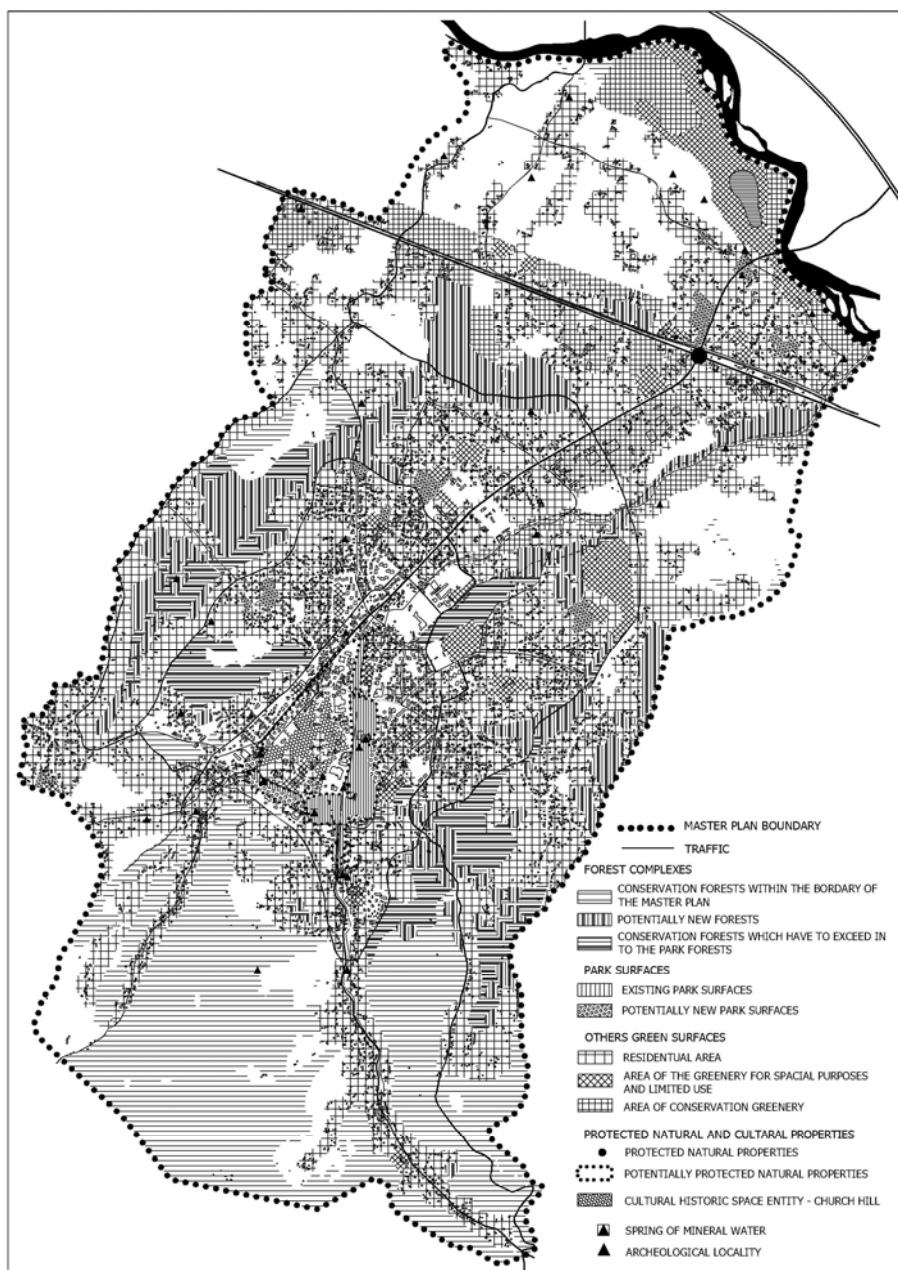 MASTER PLAN BOUNDARY
TRAFFIC
FOREST COMPLEXES
CONSERVATION FORESTS WITHIN THE BORDARY OF
THE MASTER PLAN
POTENTIALLY NEW FORESTS
CONSERVATION FORESTS WHICH HAVE TO EXCEED IN
TO THE PARK FORESTS
PARK SURFACES
EXISTING PARK SURFACES
POTENTIALLY NEW PARK SURFACES
OTHERS GREEN SURFACES
RESIDENTUAL AREA
AREA OF THE GREENERY FOR SPACIAL PURPOSES
AND LIMITED USE
AREA OF CONSERVATION GREENERY
PROTECTED NATURAL AND CULTARAL PROPERTIES
PROTECTED NATURAL PROPERTIES
POTENTIALLY PROTECTED NATURAL PROPERTIES
CULTURAL HISTORIC SPACE ENTITY - CHURCH HILL
SPRING OF MINERAL WATER
ARCHEOLOGICAL LOCALITY